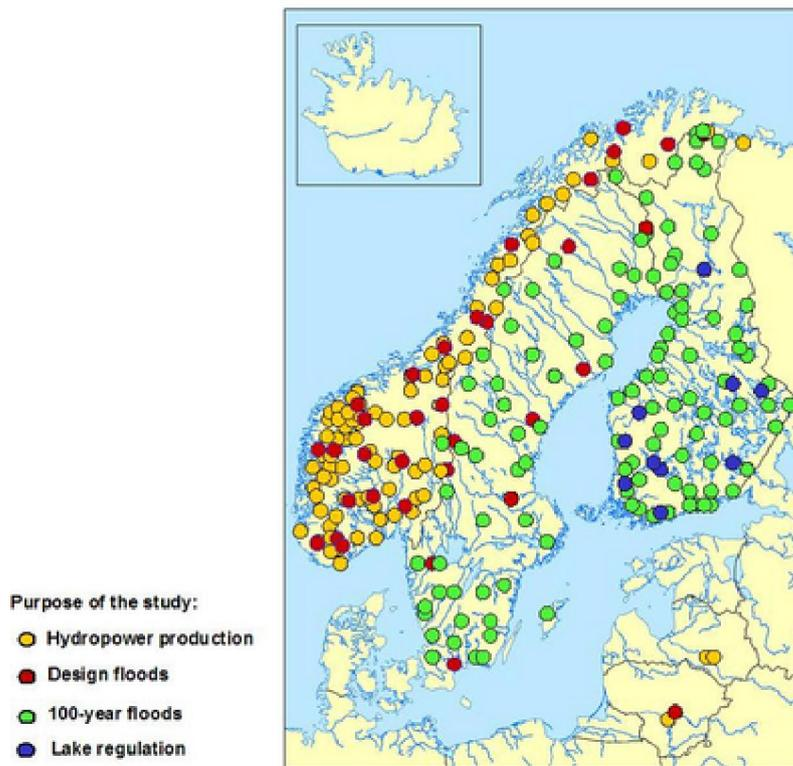 Purpose of the study:
Hydropower production
Design floods
100-year floods
Lake regulation